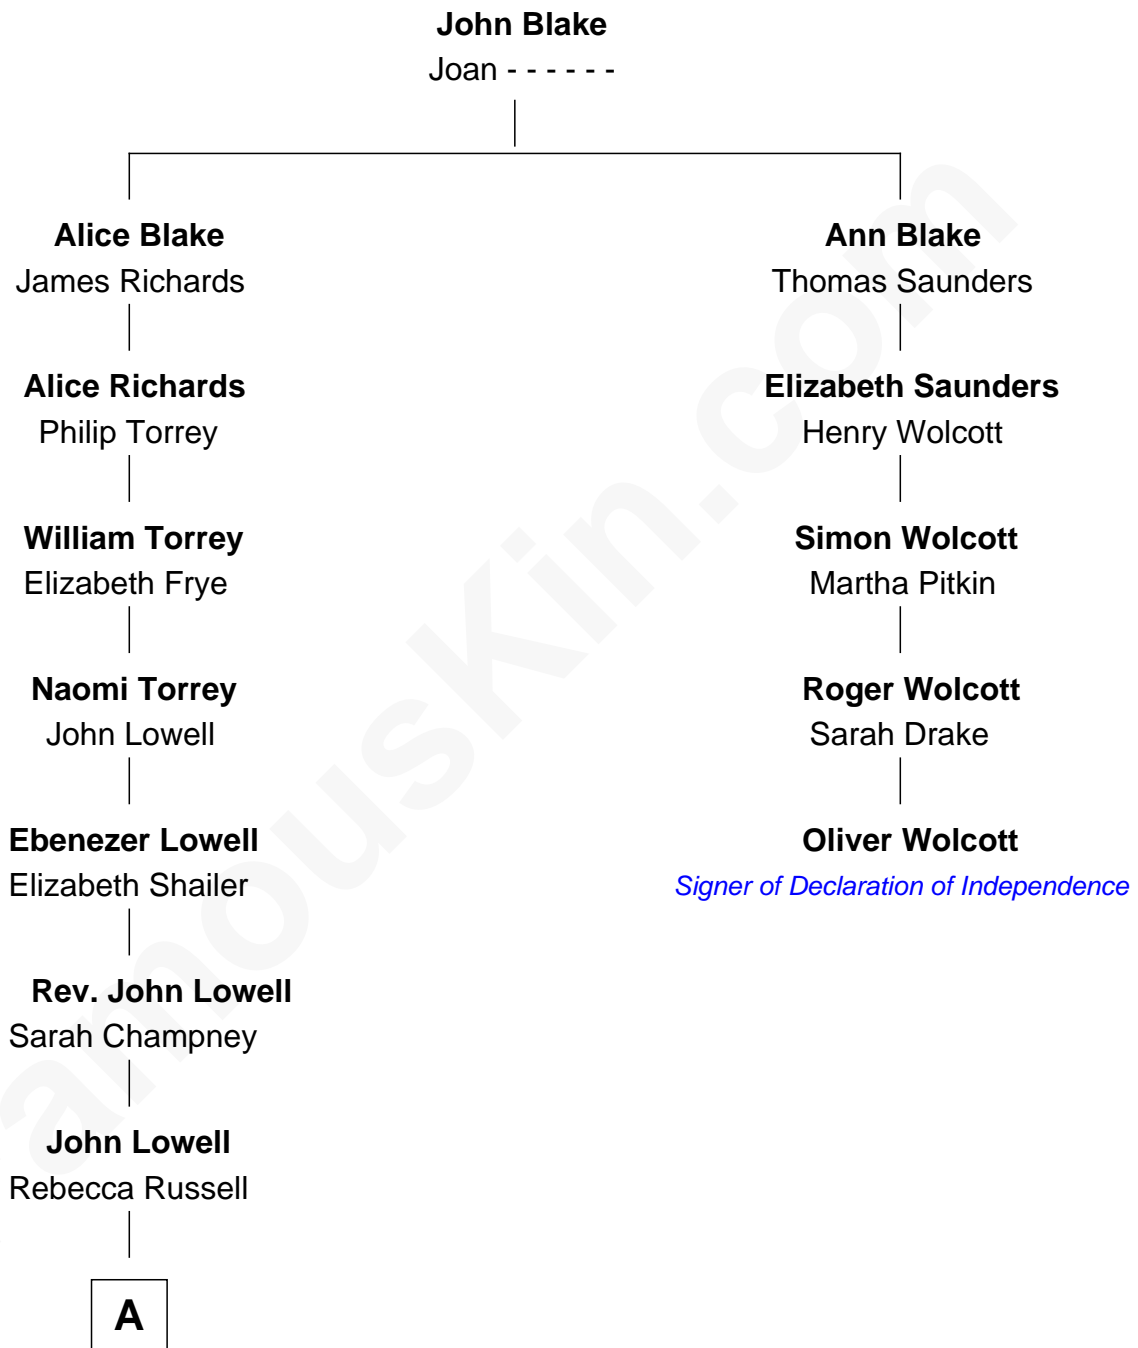 John Blake
Joan - - - - - -
Alice Blake
James Richards
Ann Blake
Thomas Saunders
Alice Richards
Philip Torrey
Elizabeth Saunders
Henry Wolcott
William Torrey
Elizabeth Frye
Simon Wolcott
Martha Pitkin
Naomi Torrey
John Lowell
Roger Wolcott
Sarah Drake
Ebenezer Lowell
Elizabeth Shailer
Oliver Wolcott
Signer of Declaration of Independence
Rev. John Lowell
Sarah Champney
John Lowell
Rebecca Russell
A
amousKin.com